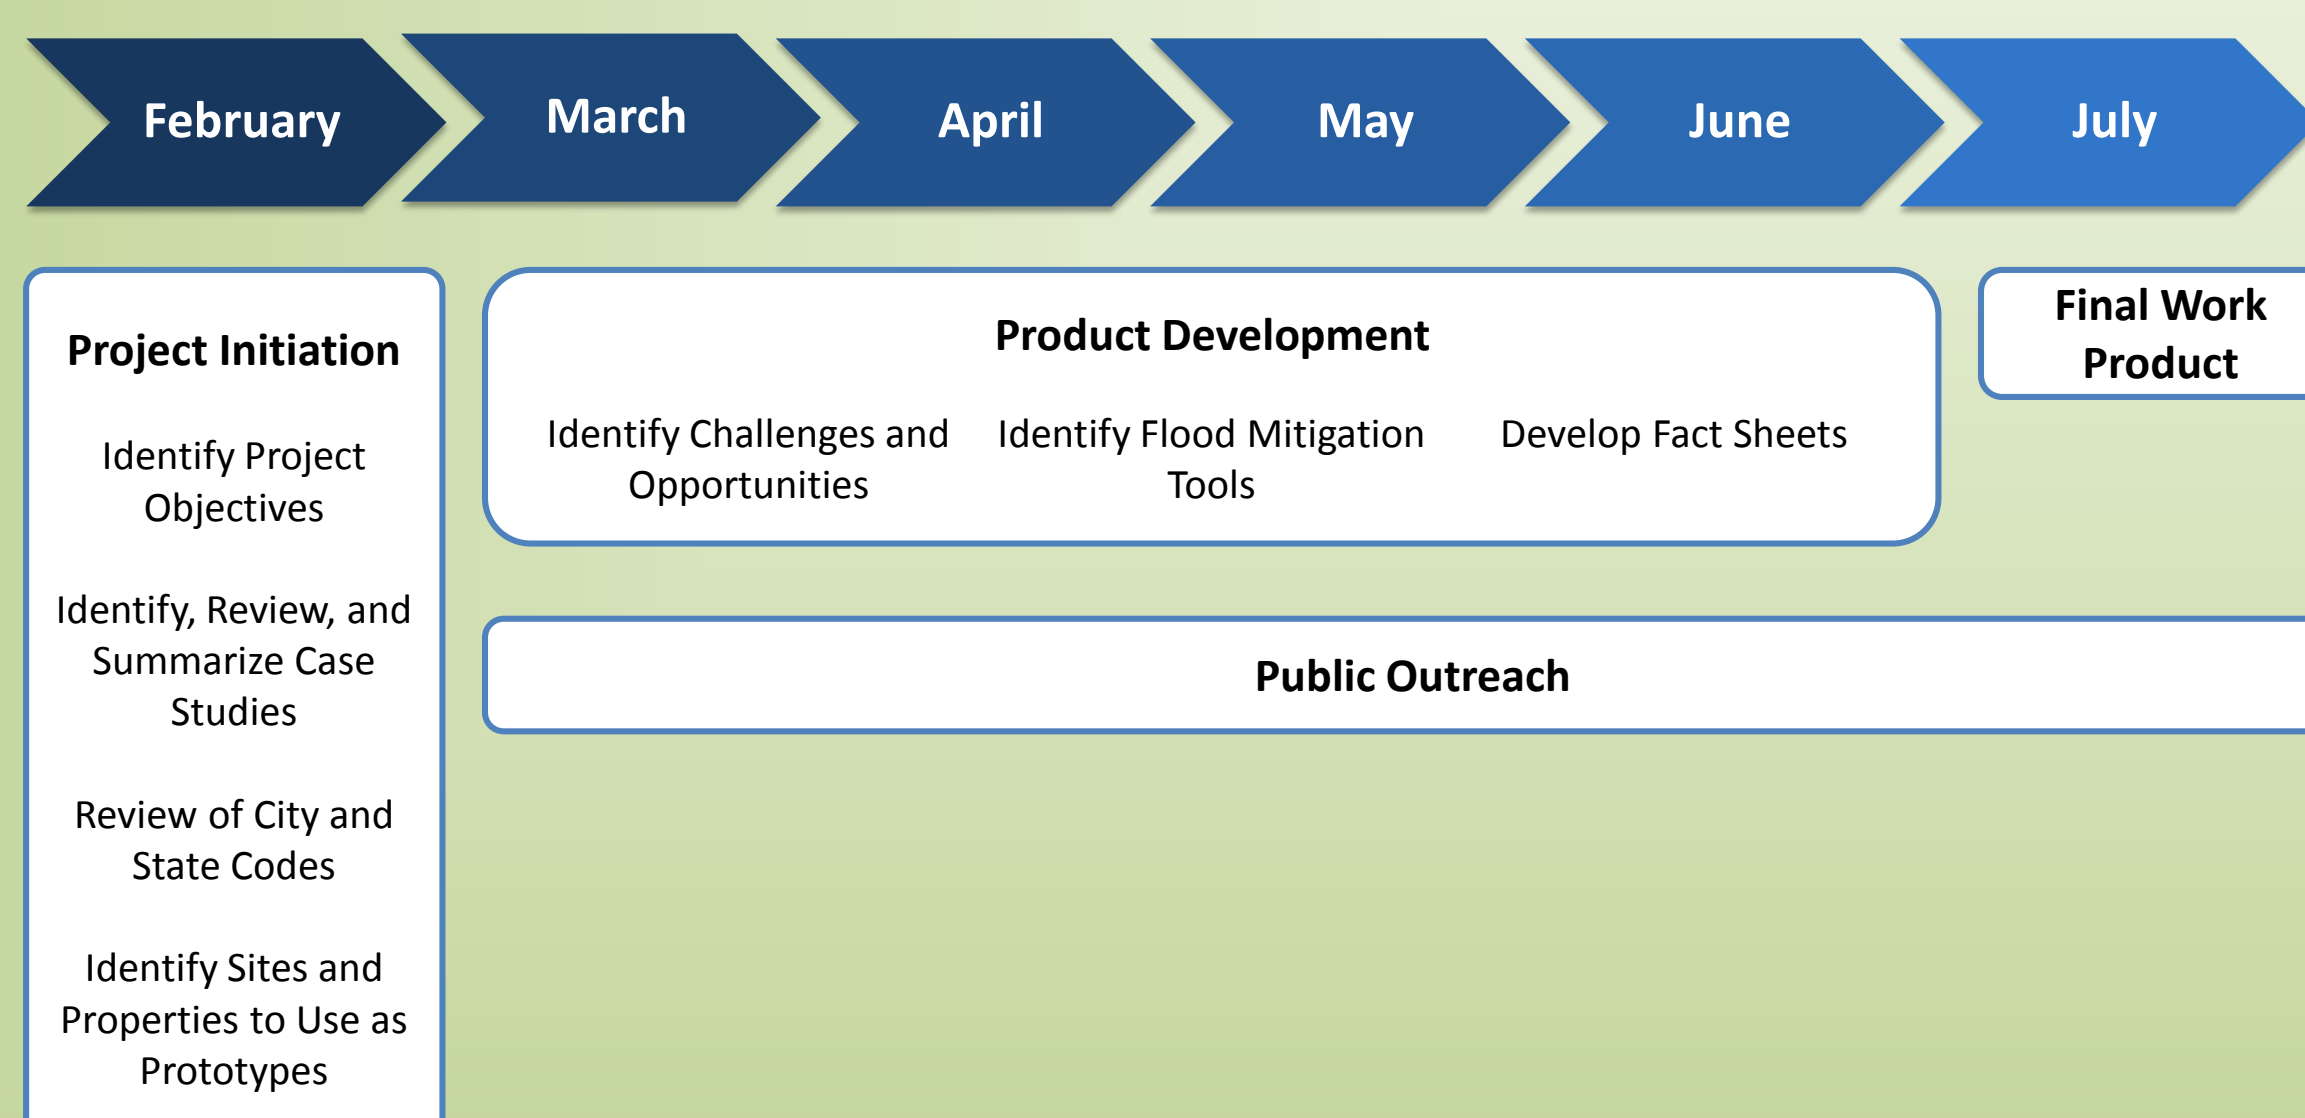 February
March
April
May
June
July
Project Initiation
Identify Project
Objectives
Identify, Review, and
Summarize Case
Studies
Review of City and
State Codes
Identify Sites and
Properties to Use as
Prototypes
Product Development
Identify Challenges and
Opportunities
Identify Flood Mitigation
Tools
Develop Fact Sheets
Final Work
Product
Public Outreach